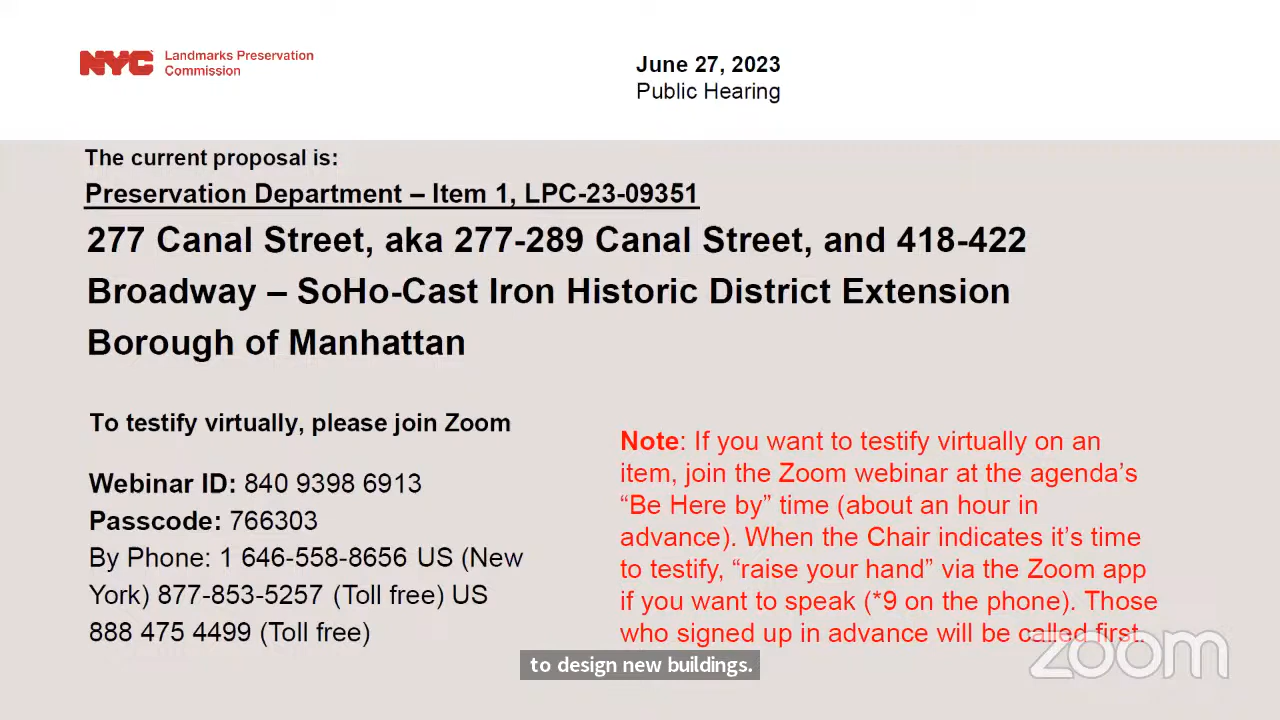 NYC Landmarks Preservation
Commission
June 27, 2023
Public Hearing
The current proposal is:
Preservation Department – Item 1, LPC-23-09351
277 Canal Street, aka 277-289 Canal Street, and 418-422
Broadway – SoHo-Cast Iron Historic District Extension
Borough of Manhattan
To testify virtually, please join Zoom
Webinar ID: 840 9398 6913
Passcode: 766303
By Phone: 1 646-558-8656 US (New
York) 877-853-5257 (Toll free) US
888 475 4499 (Toll free)
Note: If you want to testify virtually on an
item, join the Zoom webinar at the agenda’s
“Be Here by” time (about an hour in
advance). When the Chair indicates it’s time
to testify, “raise your hand” via the Zoom app
if you want to speak (*9 on the phone). Those
who signed up in advance will be called first.
zoom
to design new buildings.